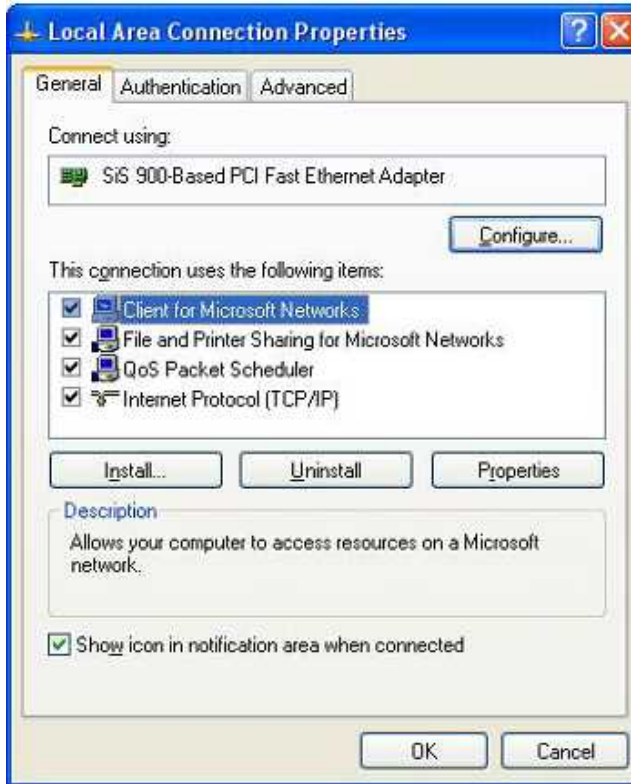 Local Area Connection Properties
General Authentication Advanced
Connect using:
SiS 900-Based PCI Fast Ethernet Adapter
Configure...
This connection uses the following items:
Client for Microsoft Networks
File and Printer Sharing for Microsoft Networks
QoS Packet Scheduler
Internet Protocol (TCP/IP)
Install... Uninstall Properties
Description
Allows your computer to access resources on a Microsoft
network.
Show icon in notification area when connected
OK Cancel